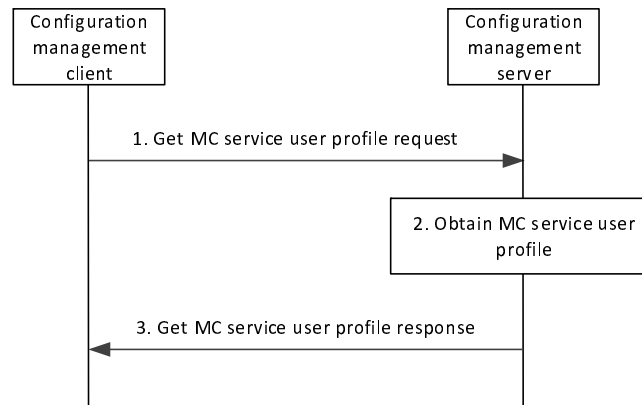 Configuration
management
client
Configuration
management
server
1. Get MC service user profile request
2. Obtain MC service user
profile
3. Get MC service user profile response